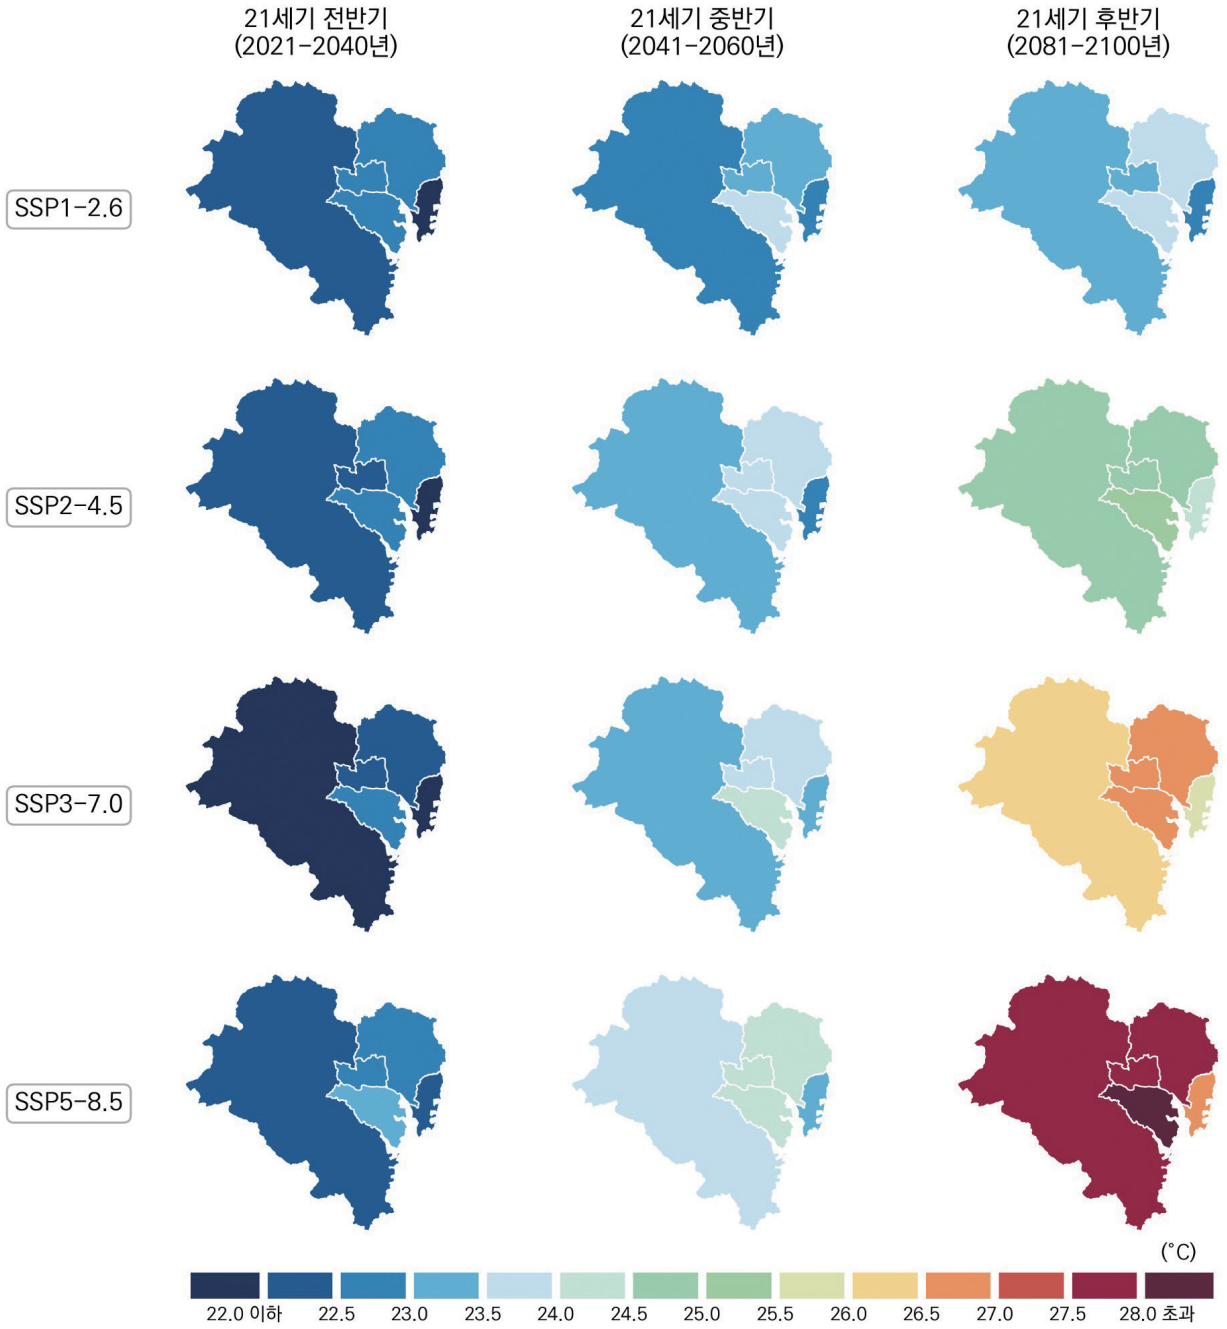 21세기 전반기
(2021-2040년)
21세기 중반기
(2041-2060년)
21세기 후반기
(2081-2100년)
SSP1-2.6
SSP2-4.5
SSP3-7.0
SSP5-8.5
(°C)
22.0 이하 22.5 23.0 23.5 24.0 24.5 25.0 25.5 26.0 26.5 27.0 27.5 28.0 초과